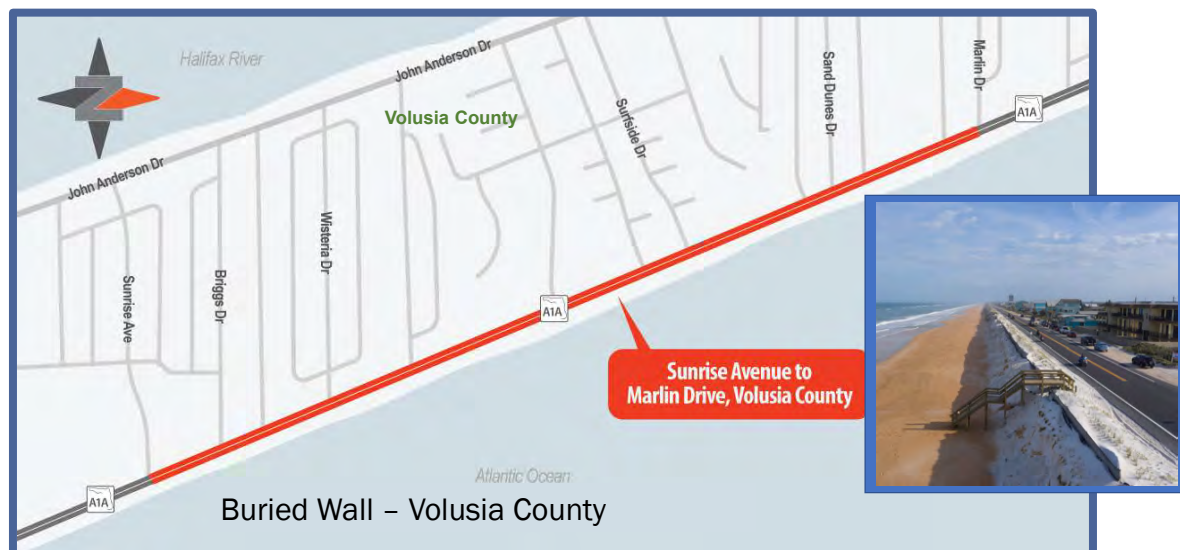 Halifax River
John Anderson Dr
Marlin Dr
Sand Dunes Dr
Volusia County
A1A
Surfside Dr
John Anderson Dr
Wisteria Dr
Briggs Dr
Sunrise Ave
A1A
Sunrise Avenue to
Marlin Drive, Volusia County
Atlantic Ocean
A1A
Buried Wall – Volusia County